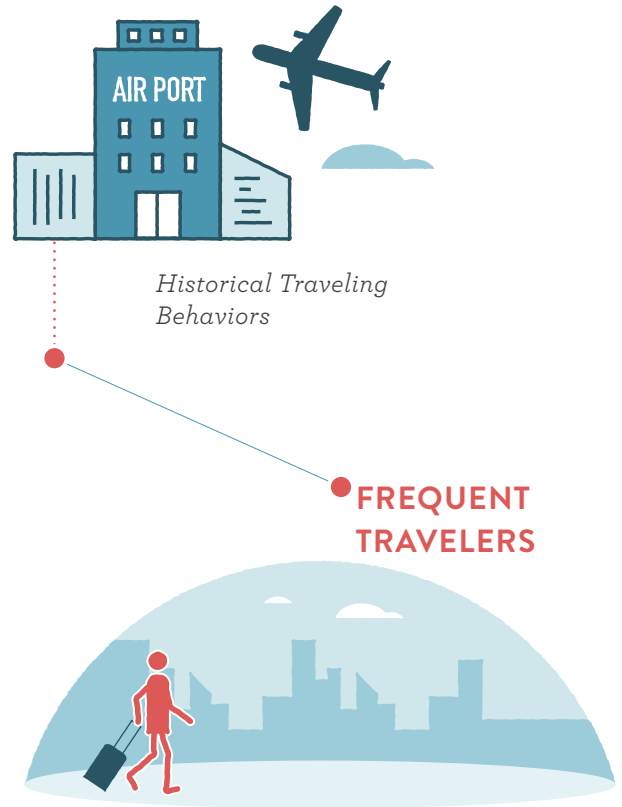 AIR PORT
Historical Traveling
Behaviors
FREQUENT
TRAVELERS